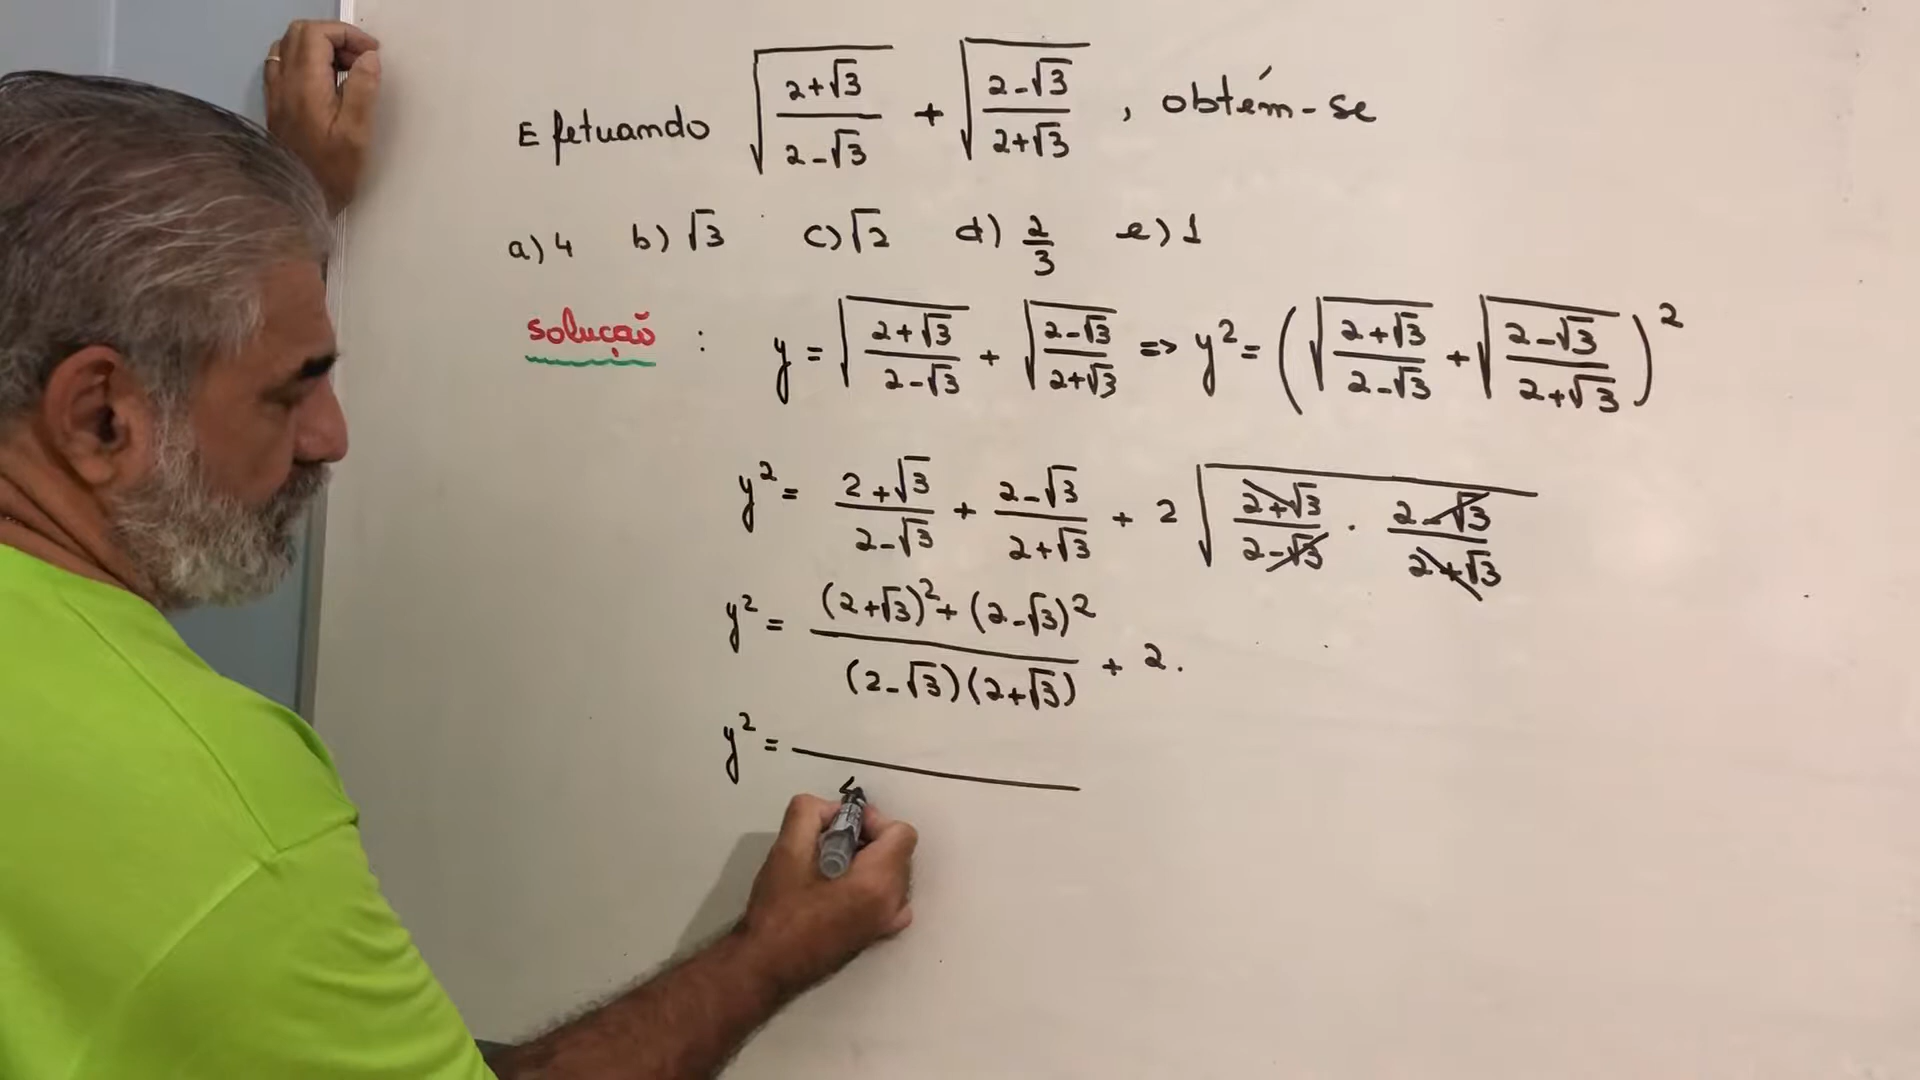 Efetuando √((2+√3)/(2-√3)) + √((2-√3)/(2+√3)), obtém-se
a) 4 b) √3 c) √2 d) 2/3 e) 1
solução : y = √((2+√3)/(2-√3)) + √((2-√3)/(2+√3)) => y² = (√((2+√3)/(2-√3)) + √((2-√3)/(2+√3)))²
y² = (2+√3)/(2-√3) + (2-√3)/(2+√3) + 2√((2+√3)/(2-√3) · (2-√3)/(2+√3))
y² = ((2+√3)² + (2-√3)²)/((2-√3)(2+√3)) + 2.
y² =